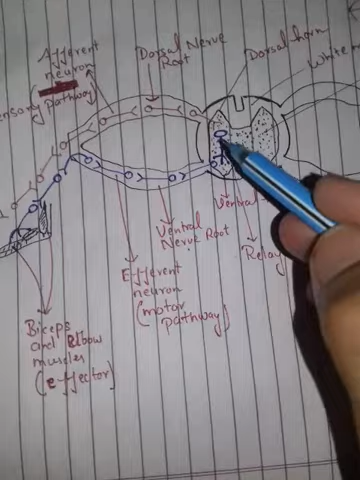 Afferent
neuron
ensory pathway)
Dorsal Nerve
Root
Dorsal horn
White
Ventral
Ventral
Nerve Root
Relay
Efferent
neuron
(motor
pathway)
Biceps
and elbow
muscles
(effector)